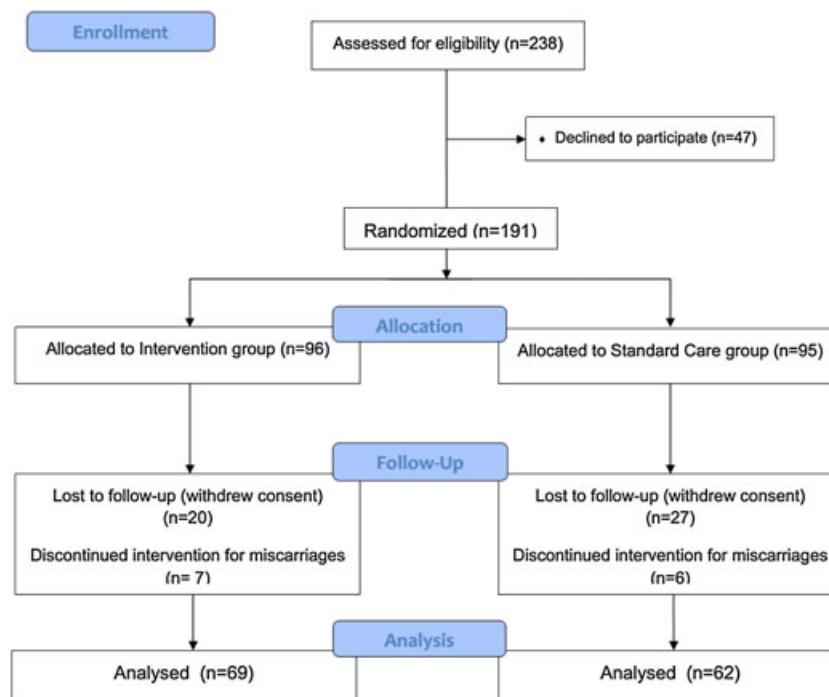 Enrollment
Assessed for eligibility (n=238)
♦ Declined to participate (n=47)
Randomized (n=191)
Allocation
Allocated to Intervention group (n=96)
Allocated to Standard Care group (n=95)
Follow-Up
Lost to follow-up (withdrew consent)
(n=20)
Discontinued intervention for miscarriages
(n= 7)
Lost to follow-up (withdrew consent)
(n=27)
Discontinued intervention for miscarriages
(n=6)
Analysis
Analysed (n=69)
Analysed (n=62)